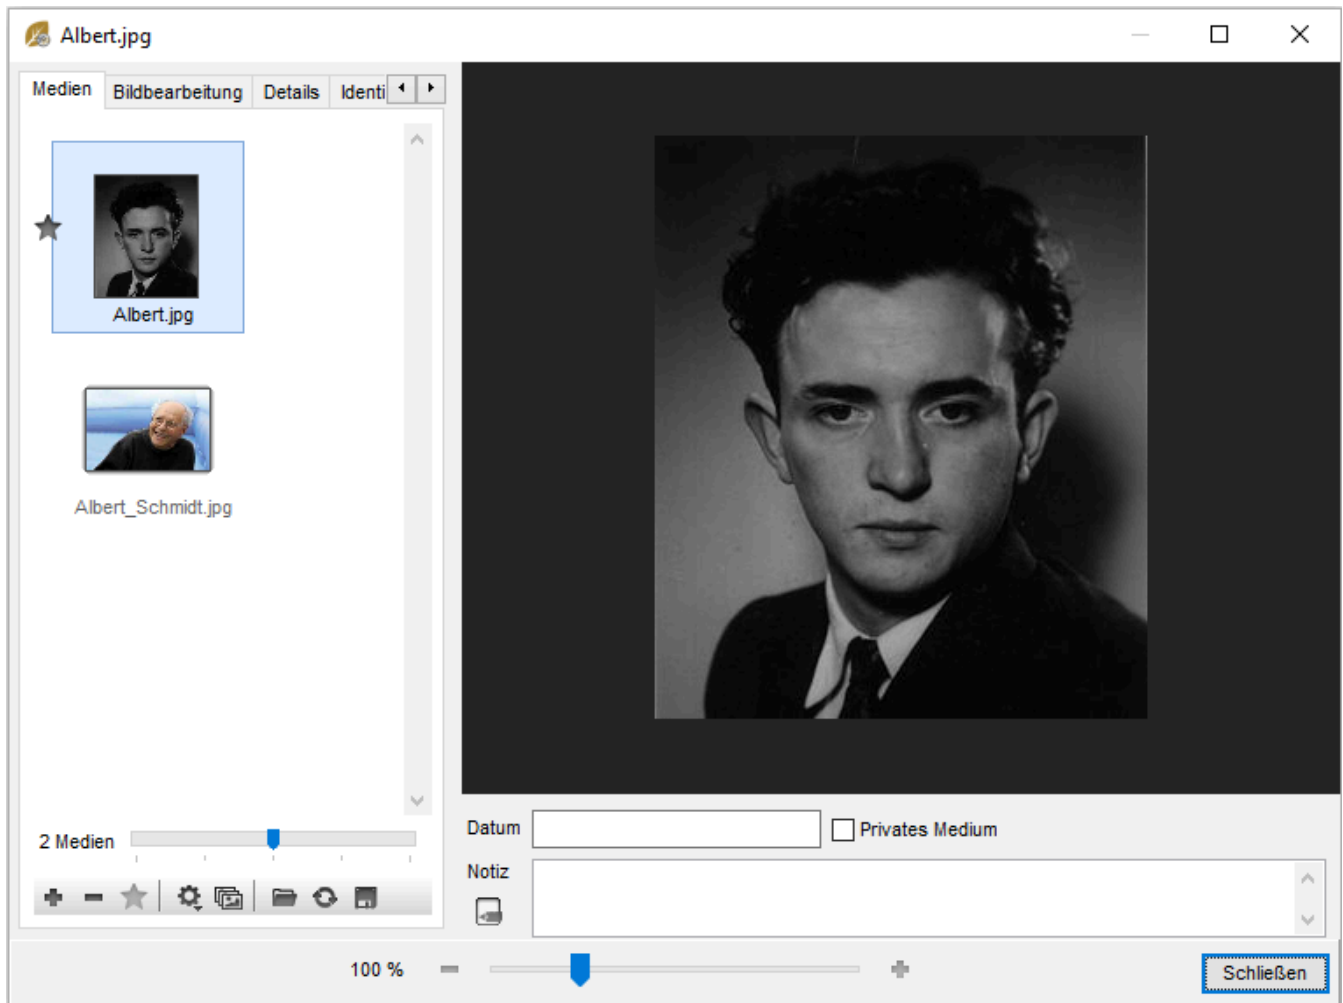 Albert.jpg
Medien Bildbearbeitung Details Identi
Albert.jpg
Albert_Schmidt.jpg
2 Medien
Datum Privates Medium
Notiz
100 % Schließen